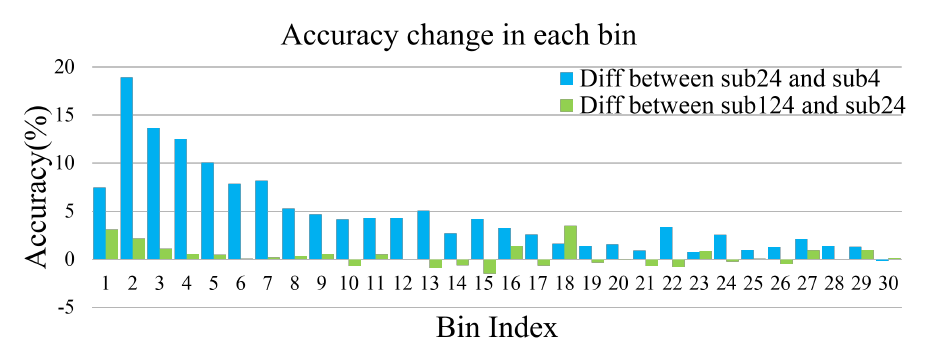 Accuracy change in each bin
20
15
10
5
0
-5
Accuracy(%)
Diff between sub24 and sub4
Diff between sub124 and sub24
1 2 3 4 5 6 7 8 9 10 11 12 13 14 15 16 17 18 19 20 21 22 23 24 25 26 27 28 29 30
Bin Index